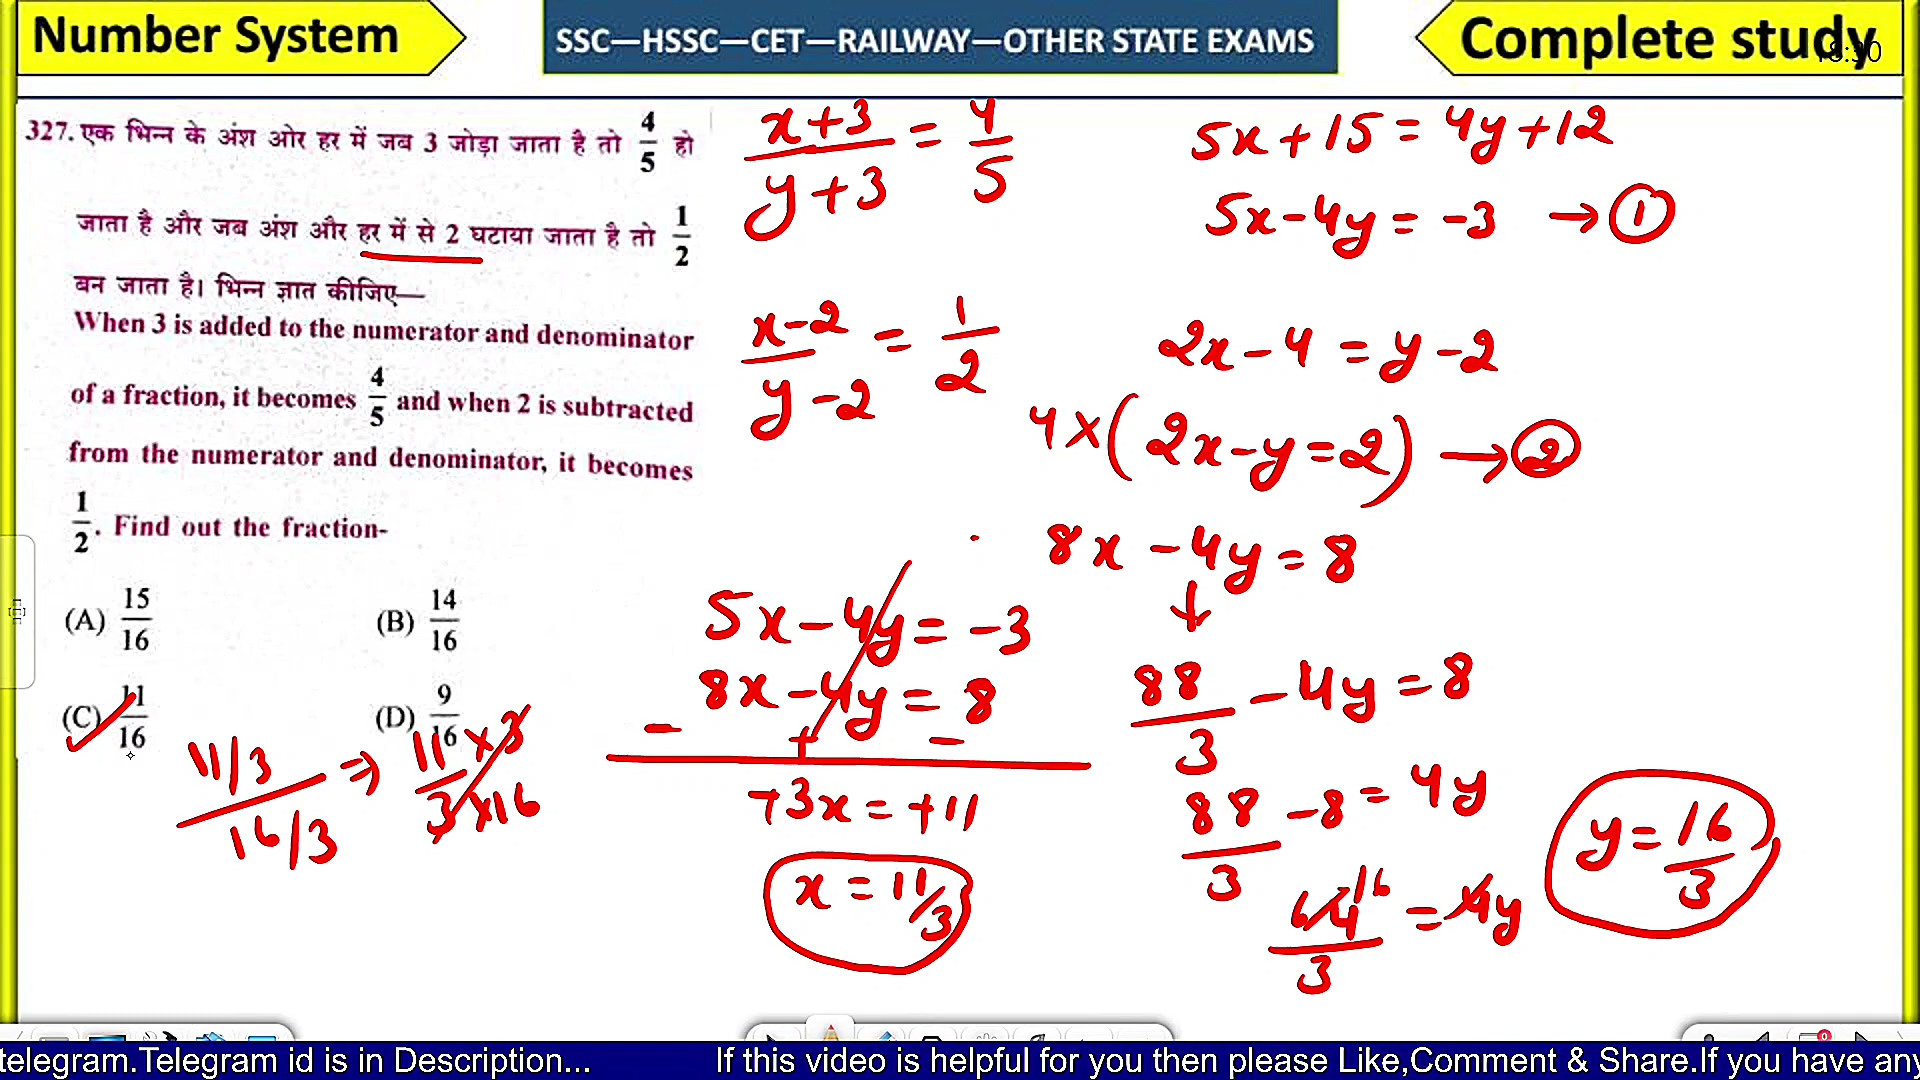 Number System
SSC—HSSC—CET—RAILWAY—OTHER STATE EXAMS
Complete study
327. एक भिन्न के अंश ओर हर में जब 3 जोड़ा जाता है तो 4/5 हो
जाता है और जब अंश और हर में से 2 घटाया जाता है तो 1/2
बन जाता है। भिन्न ज्ञात कीजिए—
When 3 is added to the numerator and denominator
of a fraction, it becomes 4/5 and when 2 is subtracted
from the numerator and denominator, it becomes
1/2. Find out the fraction-
(A) 15/16
(B) 14/16
(C) 11/16
(D) 9/16
11/3 / 16/3 ⇒ 11×3 / 3×16
x+3 / y+3 = 4/5
x-2 / y-2 = 1/2
5x+15 = 4y+12
5x-4y = -3 → ①
2x-4 = y-2
4×(2x-y=2) → ②
8x-4y=8
5x-4y = -3
8x-4y = 8
- + -
+3x = +11
x = 11/3
88/3 - 4y = 8
88/3 - 8 = 4y
64/3 = 4y
16
y = 16/3
telegram.Telegram id is in Description...
If this video is helpful for you then please Like,Comment & Share.If you have any